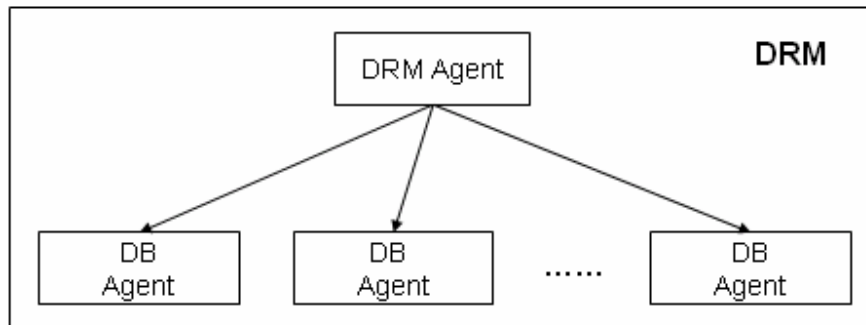 DRM Agent
DRM
DB
Agent
DB
Agent
......
DB
Agent